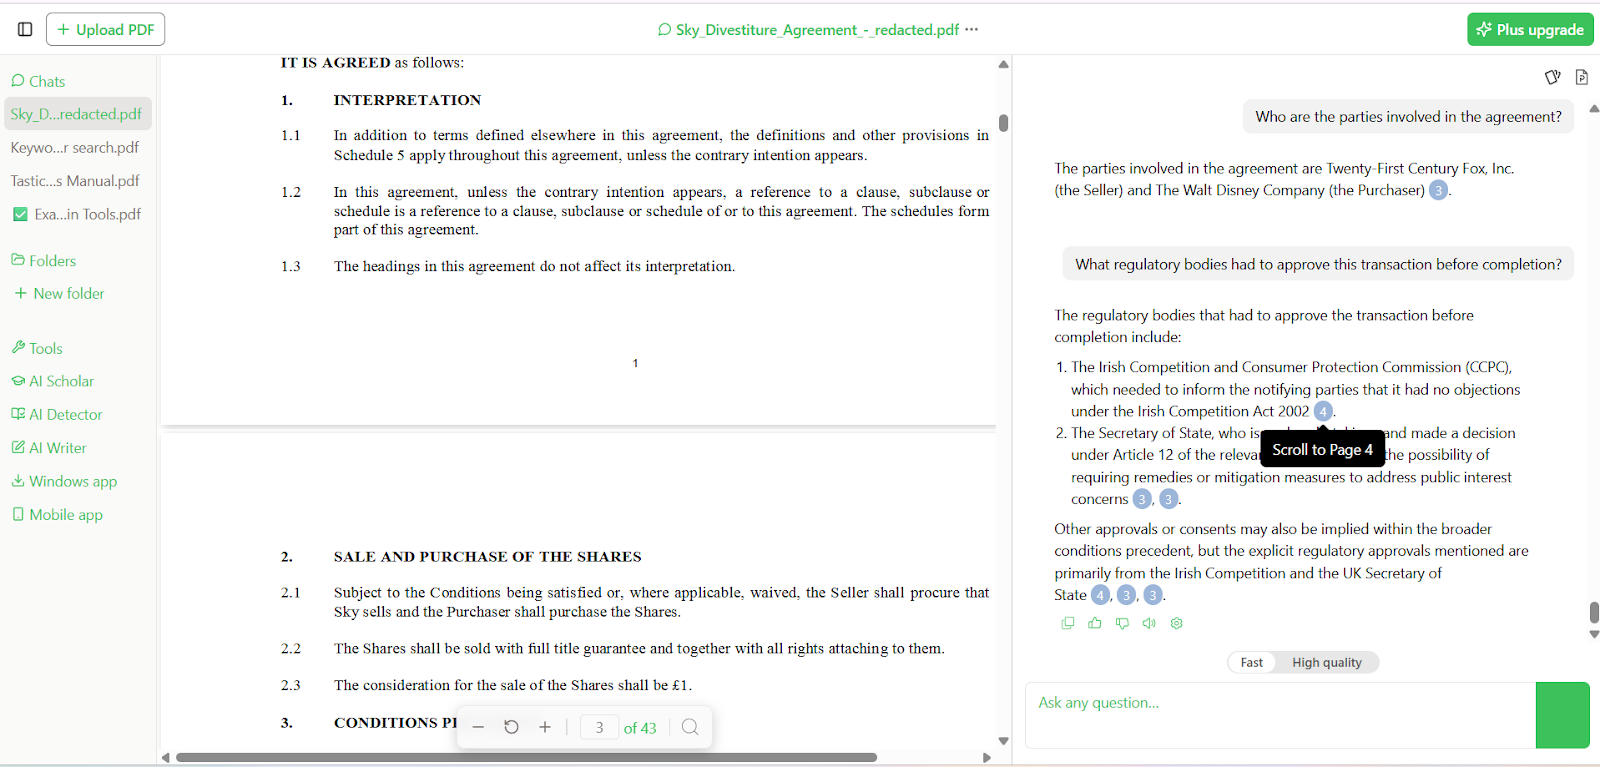 Upload PDF
Sky_Divestiture_Agreement_-_redacted.pdf ···
Plus upgrade
Chats
Sky_D...redacted.pdf
Keywo...r search.pdf
Tastic...s Manual.pdf
Exa...in Tools.pdf
Folders
New folder
Tools
AI Scholar
AI Detector
AI Writer
Windows app
Mobile app
IT IS AGREED as follows:
1. INTERPRETATION
1.1 In addition to terms defined elsewhere in this agreement, the definitions and other provisions in
Schedule 5 apply throughout this agreement, unless the contrary intention appears.
1.2 In this agreement, unless the contrary intention appears, a reference to a clause, subclause or
schedule is a reference to a clause, subclause or schedule of or to this agreement. The schedules form
part of this agreement.
1.3 The headings in this agreement do not affect its interpretation.
1
2. SALE AND PURCHASE OF THE SHARES
2.1 Subject to the Conditions being satisfied or, where applicable, waived, the Seller shall procure that
Sky sells and the Purchaser shall purchase the Shares.
2.2 The Shares shall be sold with full title guarantee and together with all rights attaching to them.
2.3 The consideration for the sale of the Shares shall be £1.
3. CONDITIONS
3 of 43
Who are the parties involved in the agreement?
The parties involved in the agreement are Twenty-First Century Fox, Inc.
(the Seller) and The Walt Disney Company (the Purchaser) 3.
What regulatory bodies had to approve this transaction before completion?
The regulatory bodies that had to approve the transaction before
completion include:
1. The Irish Competition and Consumer Protection Commission (CCPC),
which needed to inform the notifying parties that it had no objections
under the Irish Competition Act 2002 4.
2. The Secretary of State, who is and made a decision
under Article 12 of the the possibility of
Scroll to Page 4
requiring remedies or mitigation measures to address public interest
concerns 3, 3.
Other approvals or consents may also be implied within the broader
conditions precedent, but the explicit regulatory approvals mentioned are
primarily from the Irish Competition and the UK Secretary of
State 4, 3, 3.
Fast High quality
Ask any question...